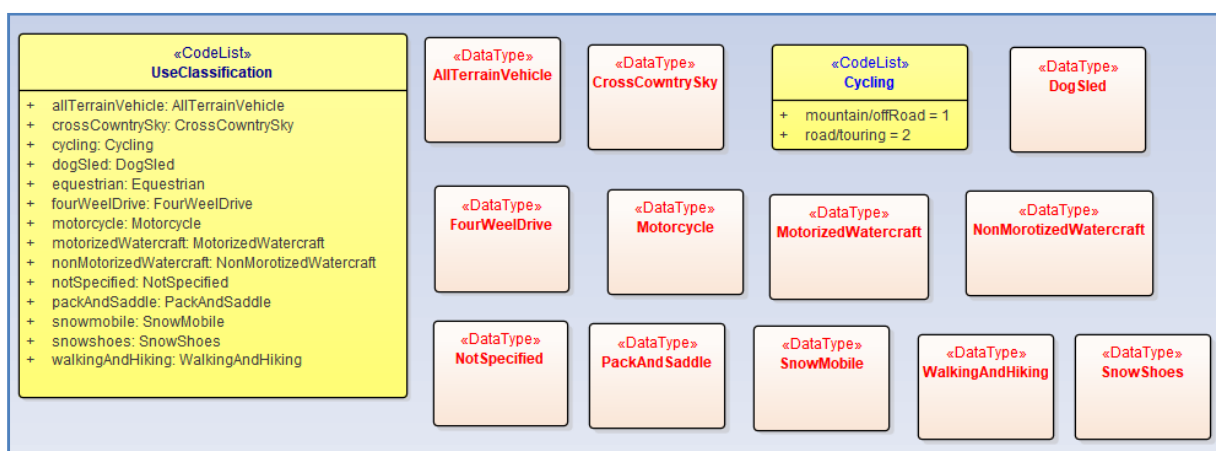 «CodeList»
UseClassification
+ allTerrainVehicle: AllTerrainVehicle
+ crossCowntrySky: CrossCowntrySky
+ cycling: Cycling
+ dogSled: DogSled
+ equestrian: Equestrian
+ fourWeelDrive: FourWeelDrive
+ motorcycle: Motorcycle
+ motorizedWatercraft: MotorizedWatercraft
+ nonMotorizedWatercraft: NonMorotizedWatercraft
+ notSpecified: NotSpecified
+ packAndSaddle: PackAndSaddle
+ snowmobile: SnowMobile
+ snowshoes: SnowShoes
+ walkingAndHiking: WalkingAndHiking
«DataType»
AllTerrainVehicle
«DataType»
CrossCowntrySky
«CodeList»
Cycling
+ mountain/offRoad = 1
+ road/touring = 2
«DataType»
DogSled
«DataType»
FourWeelDrive
«DataType»
Motorcycle
«DataType»
MotorizedWatercraft
«DataType»
NonMorotizedWatercraft
«DataType»
NotSpecified
«DataType»
PackAndSaddle
«DataType»
SnowMobile
«DataType»
WalkingAndHiking
«DataType»
SnowShoes